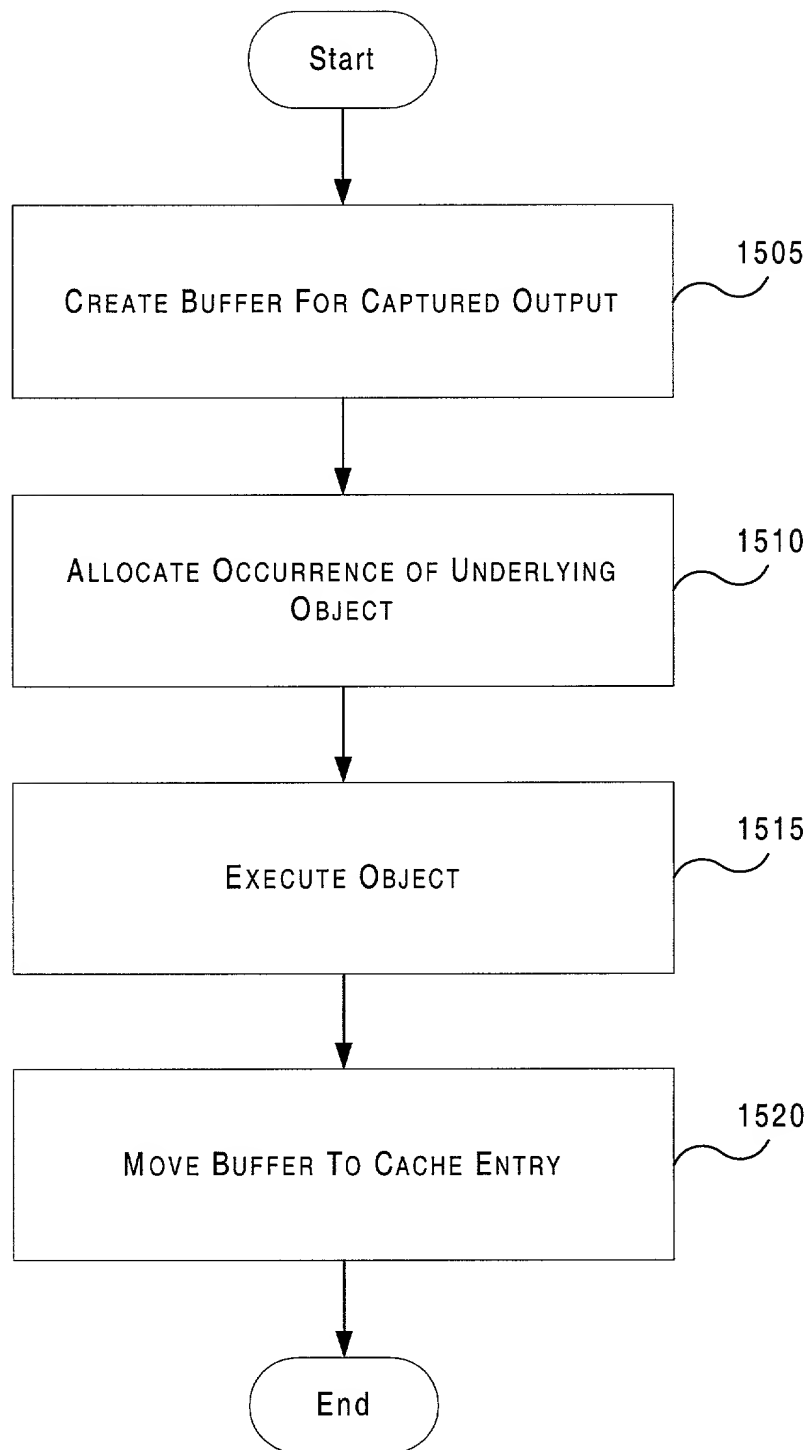 Start
1505
CREATE BUFFER FOR CAPTURED OUTPUT
1510
ALLOCATE OCCURRENCE OF UNDERLYING
OBJECT
1515
EXECUTE OBJECT
1520
MOVE BUFFER TO CACHE ENTRY
End